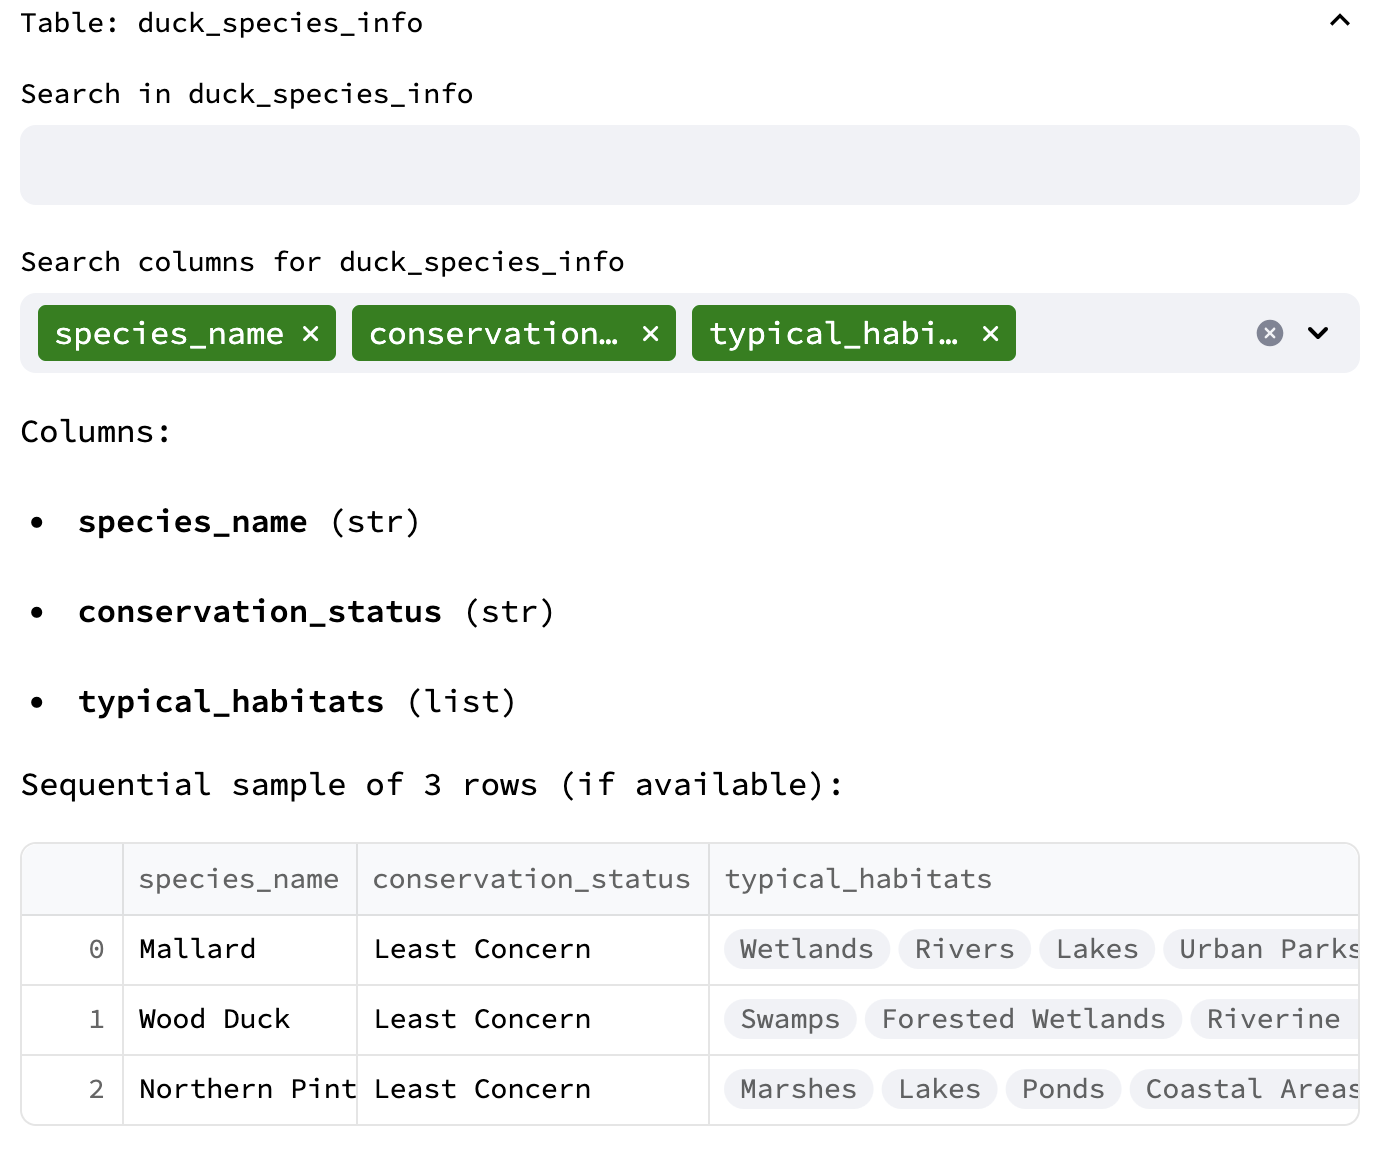 Table: duck_species_info
Search in duck_species_info
Search columns for duck_species_info
species_name × conservation… × typical_habi… ×
Columns:
• species_name (str)
• conservation_status (str)
• typical_habitats (list)
Sequential sample of 3 rows (if available):
species_name conservation_status typical_habitats
0 Mallard Least Concern Wetlands Rivers Lakes Urban Parks
1 Wood Duck Least Concern Swamps Forested Wetlands Riverine
2 Northern Pint Least Concern Marshes Lakes Ponds Coastal Areas